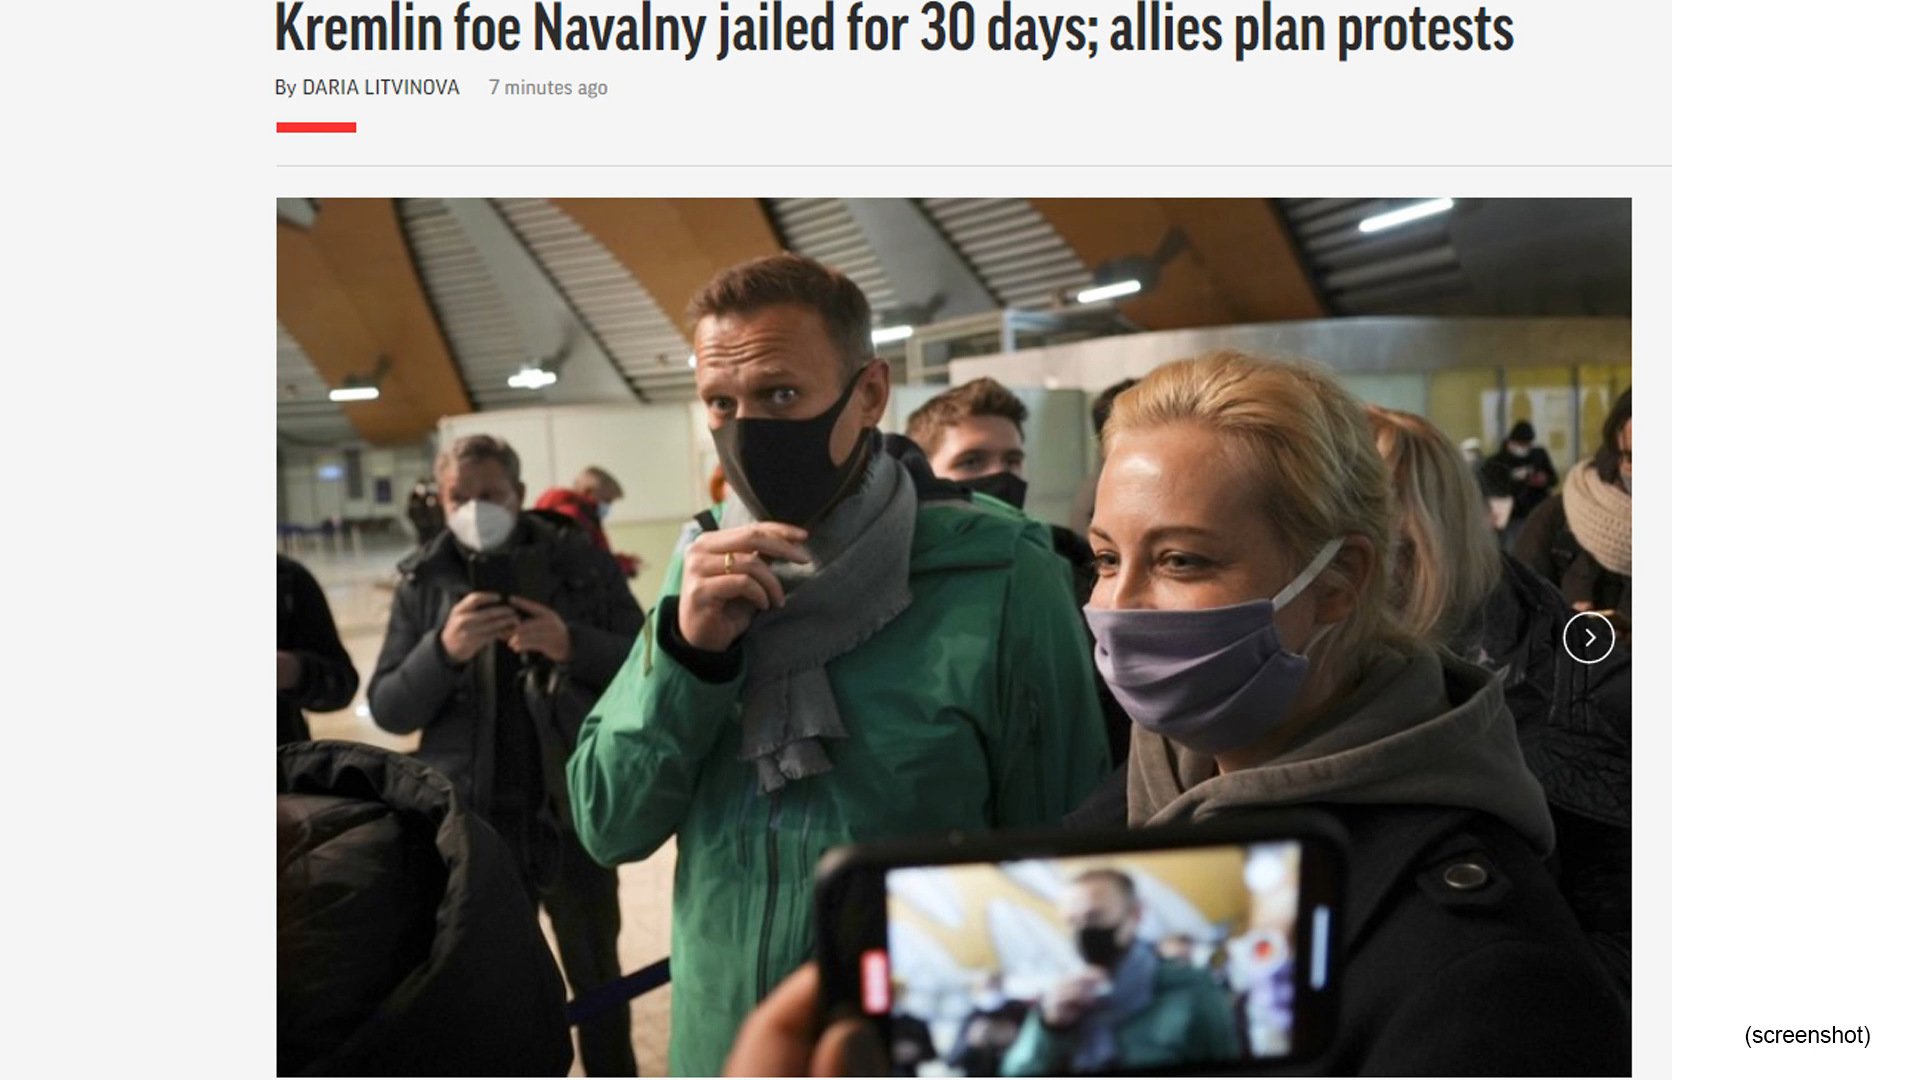 Kremlin foe Navalny jailed for 30 days; allies plan protests
By DARIA LITVINOVA 7 minutes ago
(screenshot)